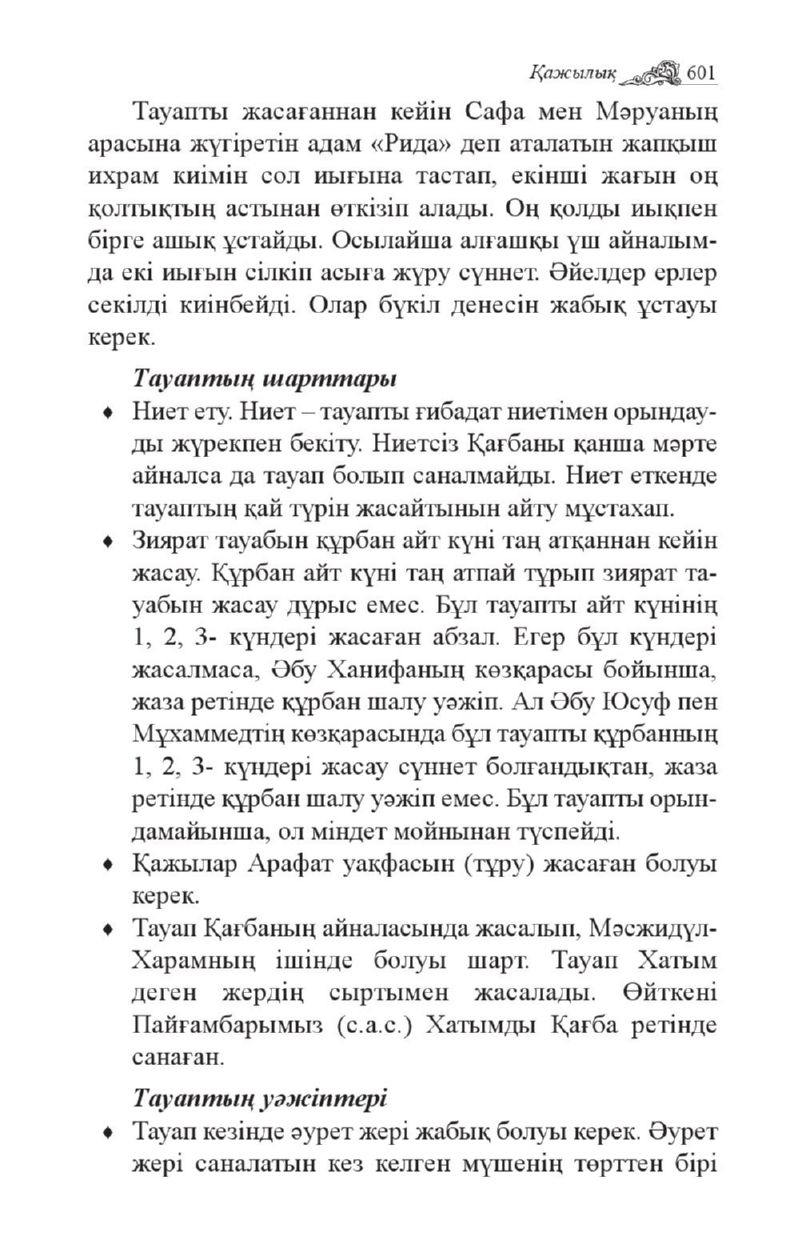 Қажылық 601
Тауапты жасағаннан кейін Сафа мен Мәруаның
арасына жүгіретін адам «Рида» деп аталатын жапқыш
ихрам киімін сол иығына тастап, екінші жағын оң
қолтықтың астынан өткізіп алады. Оң қолды иықпен
бірге ашық ұстайды. Осылайша алғашқы үш айналым-
да екі иығын сілкіп асыға жүру сүннет. Әйелдер ерлер
секілді киінбейді. Олар бүкіл денесін жабық ұстауы
керек.
Тауаптың шарттары
♦ Ниет ету. Ниет – тауапты ғибадат ниетімен орындау-
ды жүрекпен бекіту. Ниетсіз Қағбаны қанша мәрте
айналса да тауап болып саналмайды. Ниет еткенде
тауаптың қай түрін жасайтынын айту мұстахап.
♦ Зиярат тауабын құрбан айт күні таң атқаннан кейін
жасау. Құрбан айт күні таң атпай тұрып зиярат та-
уабын жасау дұрыс емес. Бұл тауапты айт күнінің
1, 2, 3- күндері жасаған абзал. Егер бұл күндері
жасалмаса, Әбу Ханифаның көзқарасы бойынша,
жаза ретінде құрбан шалу уәжіп. Ал Әбу Юсуф пен
Мұхаммедтің көзқарасында бұл тауапты құрбанның
1, 2, 3- күндері жасау сүннет болғандықтан, жаза
ретінде құрбан шалу уәжіп емес. Бұл тауапты орын-
дамайынша, ол міндет мойнынан түспейді.
♦ Қажылар Арафат уақфасын (тұру) жасаған болуы
керек.
♦ Тауап Қағбаның айналасында жасалып, Мәсжидүл-
Харамның ішінде болуы шарт. Тауап Хатым
деген жердің сыртымен жасалады. Өйткені
Пайғамбарымыз (с.а.с.) Хатымды Қағба ретінде
санаған.
Тауаптың уәжіптері
♦ Тауап кезінде әурет жері жабық болуы керек. Әурет
жері саналатын кез келген мүшенің төрттен бірі